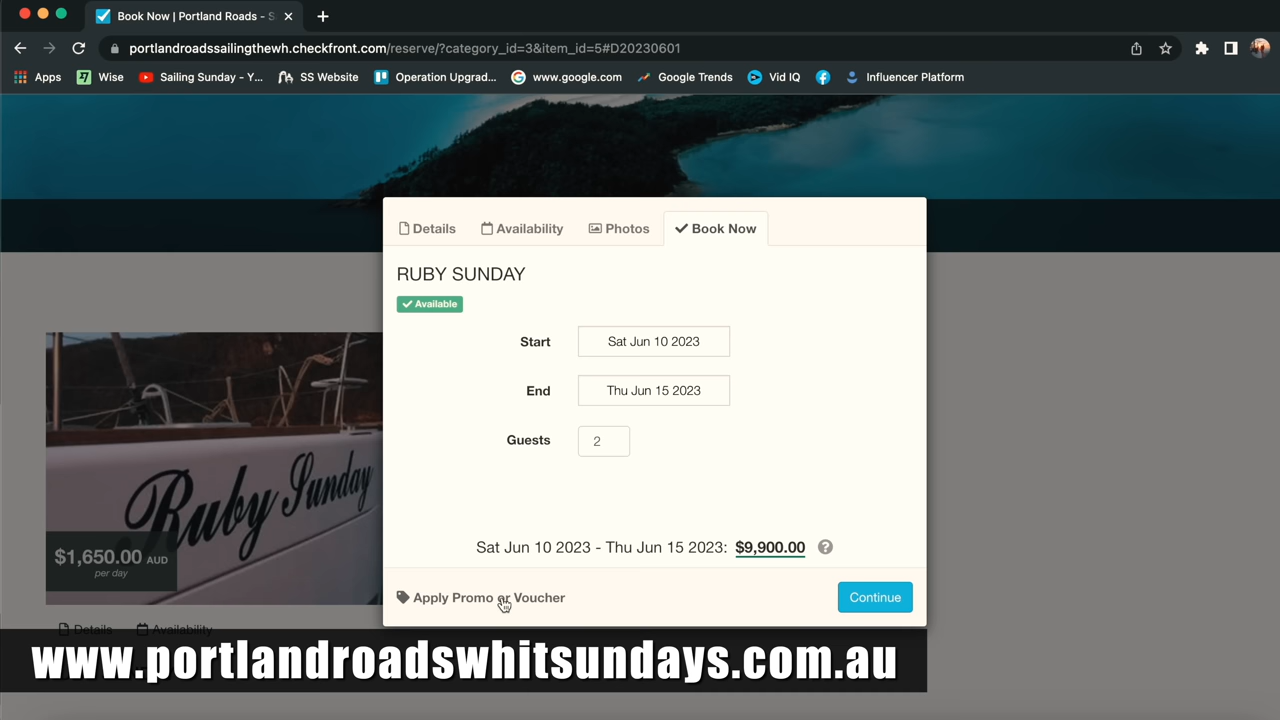 Book Now | Portland Roads - S
portlandroadssailingthewh.checkfront.com/reserve/?category_id=3&item_id=5#D20230601
Apps Wise Sailing Sunday - Y... SS Website Operation Upgrad... www.google.com Google Trends Vid IQ Influencer Platform
Details Availability Photos Book Now
RUBY SUNDAY
Available
Start Sat Jun 10 2023
End Thu Jun 15 2023
Guests 2
Sat Jun 10 2023 - Thu Jun 15 2023: $9,900.00 ?
Apply Promo or Voucher Continue
Ruby Sunday
$1,650.00 AUD
per day
Details Availability
www.portlandroadswhitsundays.com.au